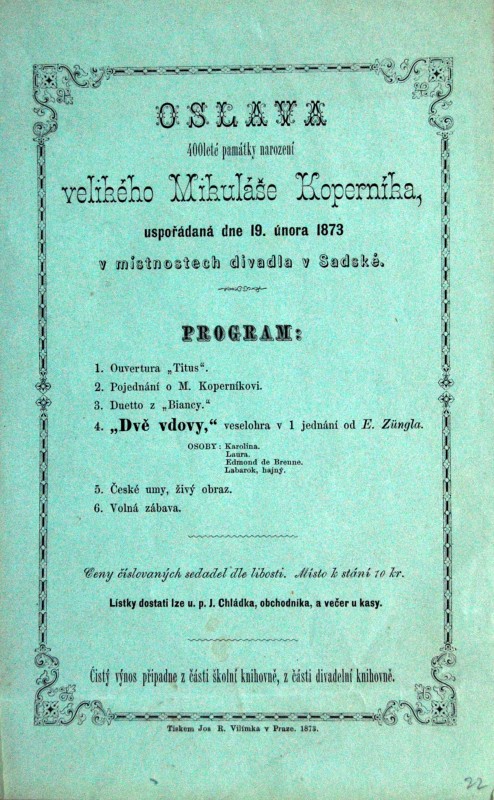 OSLAVA
400leté památky narození
velikého Mikuláše Koperníka,
uspořádaná dne 19. února 1873
v místnostech divadla v Sadské.
PROGRAM:
1. Ouvertura „Titus“.
2. Pojednání o M. Koperníkovi.
3. Duetto z „Biancy.“
4. „Dvě vdovy,“ veselohra v 1 jednání od E. Züngla.
OSOBY: Karolina.
Laura.
Edmond de Breune.
Labarok, hajný.
5. České umy, živý obraz.
6. Volná zábava.
Ceny číslovaných sedadel dle libosti. Místo k stání 10 kr.
Lístky dostati lze u. p. J. Chládka, obchodníka, a večer u kasy.
Čistý výnos připadne z části školní knihovně, z části divadelní knihovně.
Tiskem Jos R. Vilímka v Praze. 1873.
22